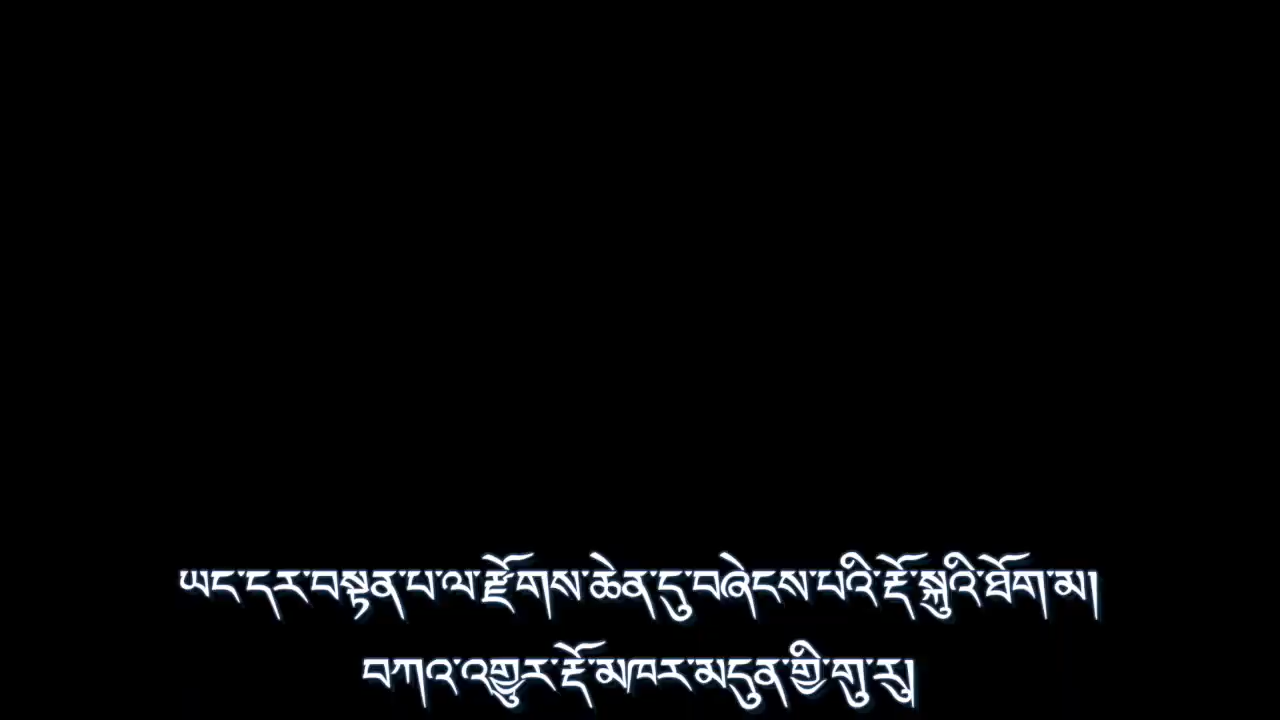 ཡང་དར་བསྟན་པ་ལ་རྫོགས་ཆེན་དུ་བཞེངས་པའི་རྡོ་སྐུའི་ཐོག་མ།
བཀའ་འགྱུར་རྡོ་མཁར་མདུན་གྱི་གུ་རུ།